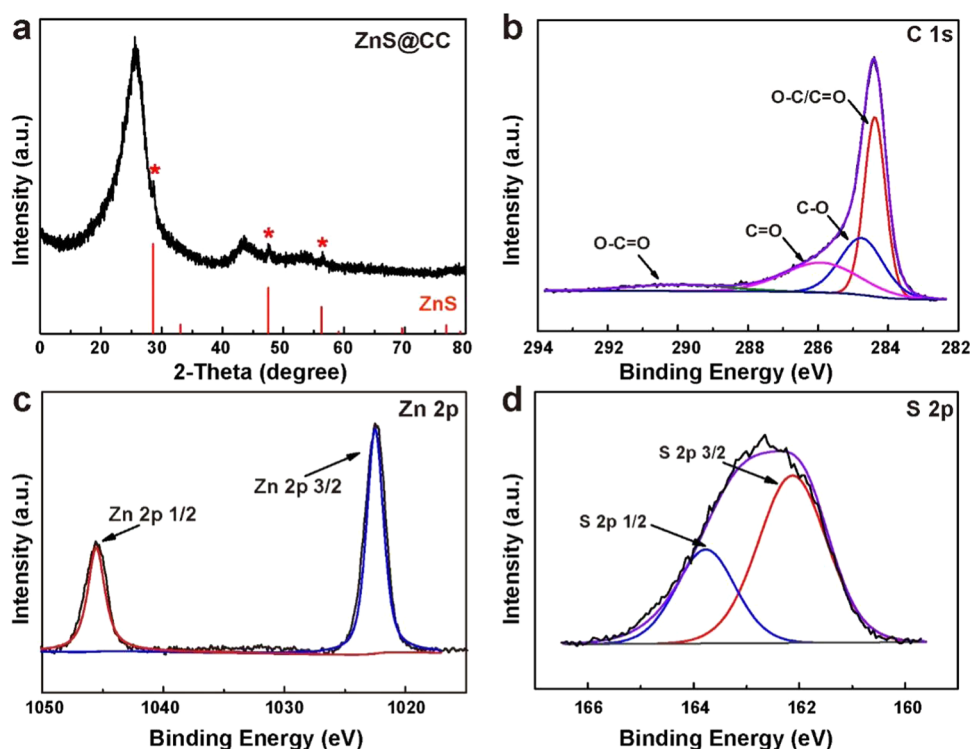 a
ZnS@CC
Intensity (a.u.)
*
*
*
ZnS
0 10 20 30 40 50 60 70 80
2-Theta (degree)
b
C 1s
Intensity (a.u.)
O-C/C=O
C-O
C=O
O-C=O
294 292 290 288 286 284 282
Binding Energy (eV)
c
Zn 2p
Intensity (a.u.)
Zn 2p 3/2
Zn 2p 1/2
1050 1040 1030 1020
Binding Energy (eV)
d
S 2p
Intensity (a.u.)
S 2p 3/2
S 2p 1/2
166 164 162 160
Binding Energy (eV)